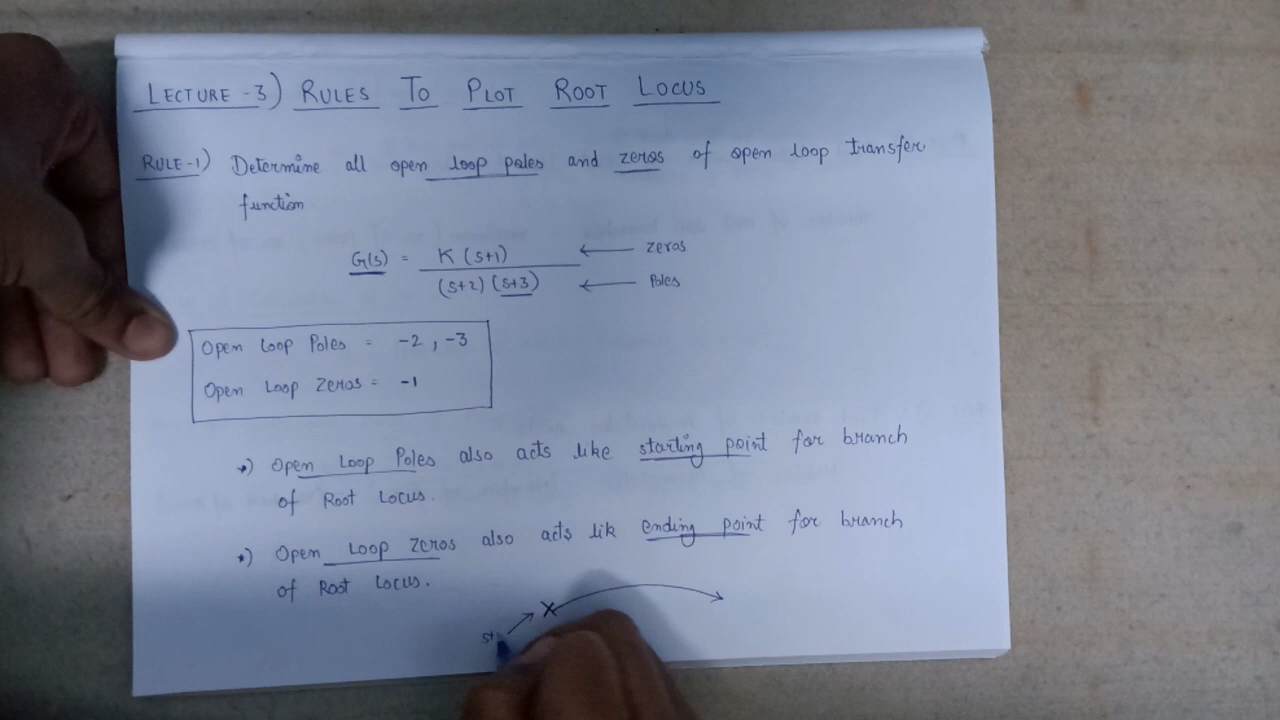 LECTURE -3) RULES TO PLOT ROOT LOCUS
RULE-1) Determine all open loop poles and zeros of open loop transfer
function
G(s) = K (s+1) / (s+2) (s+3) ← zeros ← Poles
Open Loop Poles = -2, -3
Open Loop Zeros = -1
*) Open Loop Poles also acts like starting point for branch
of Root Locus.
*) Open Loop Zeros also acts lik ending point for branch
of Root Locus.
X
st